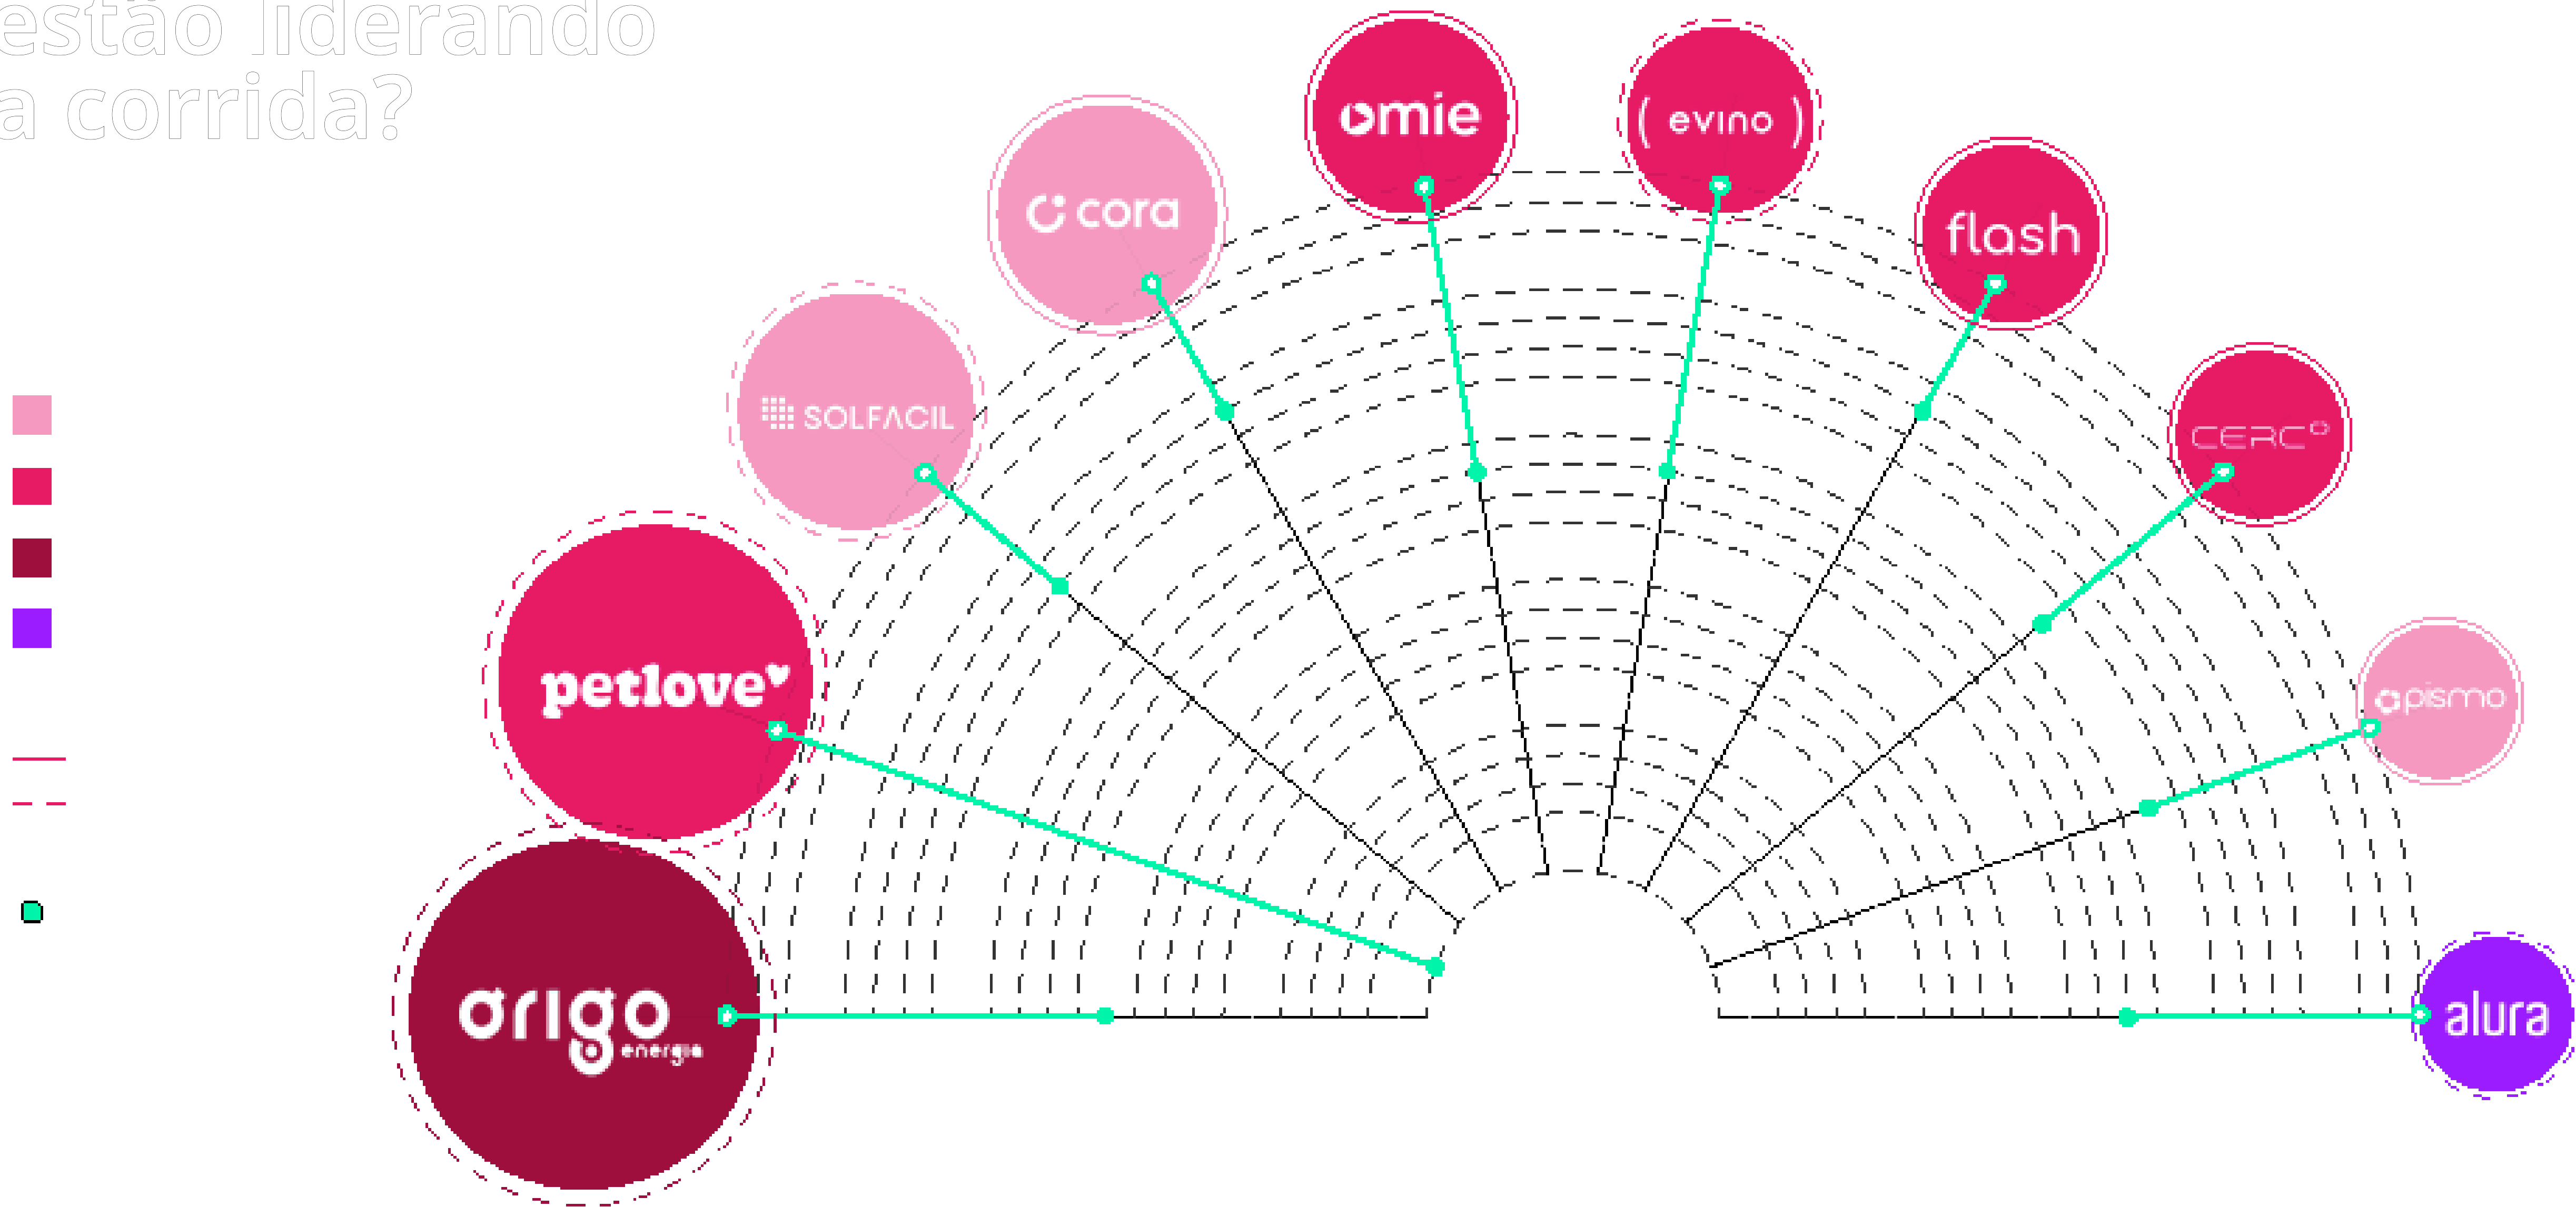 estão liderando
a corrida?
omie
( evino )
cora
flash
SOLFACIL
CERC
petlove
pismo
origo
energia
alura